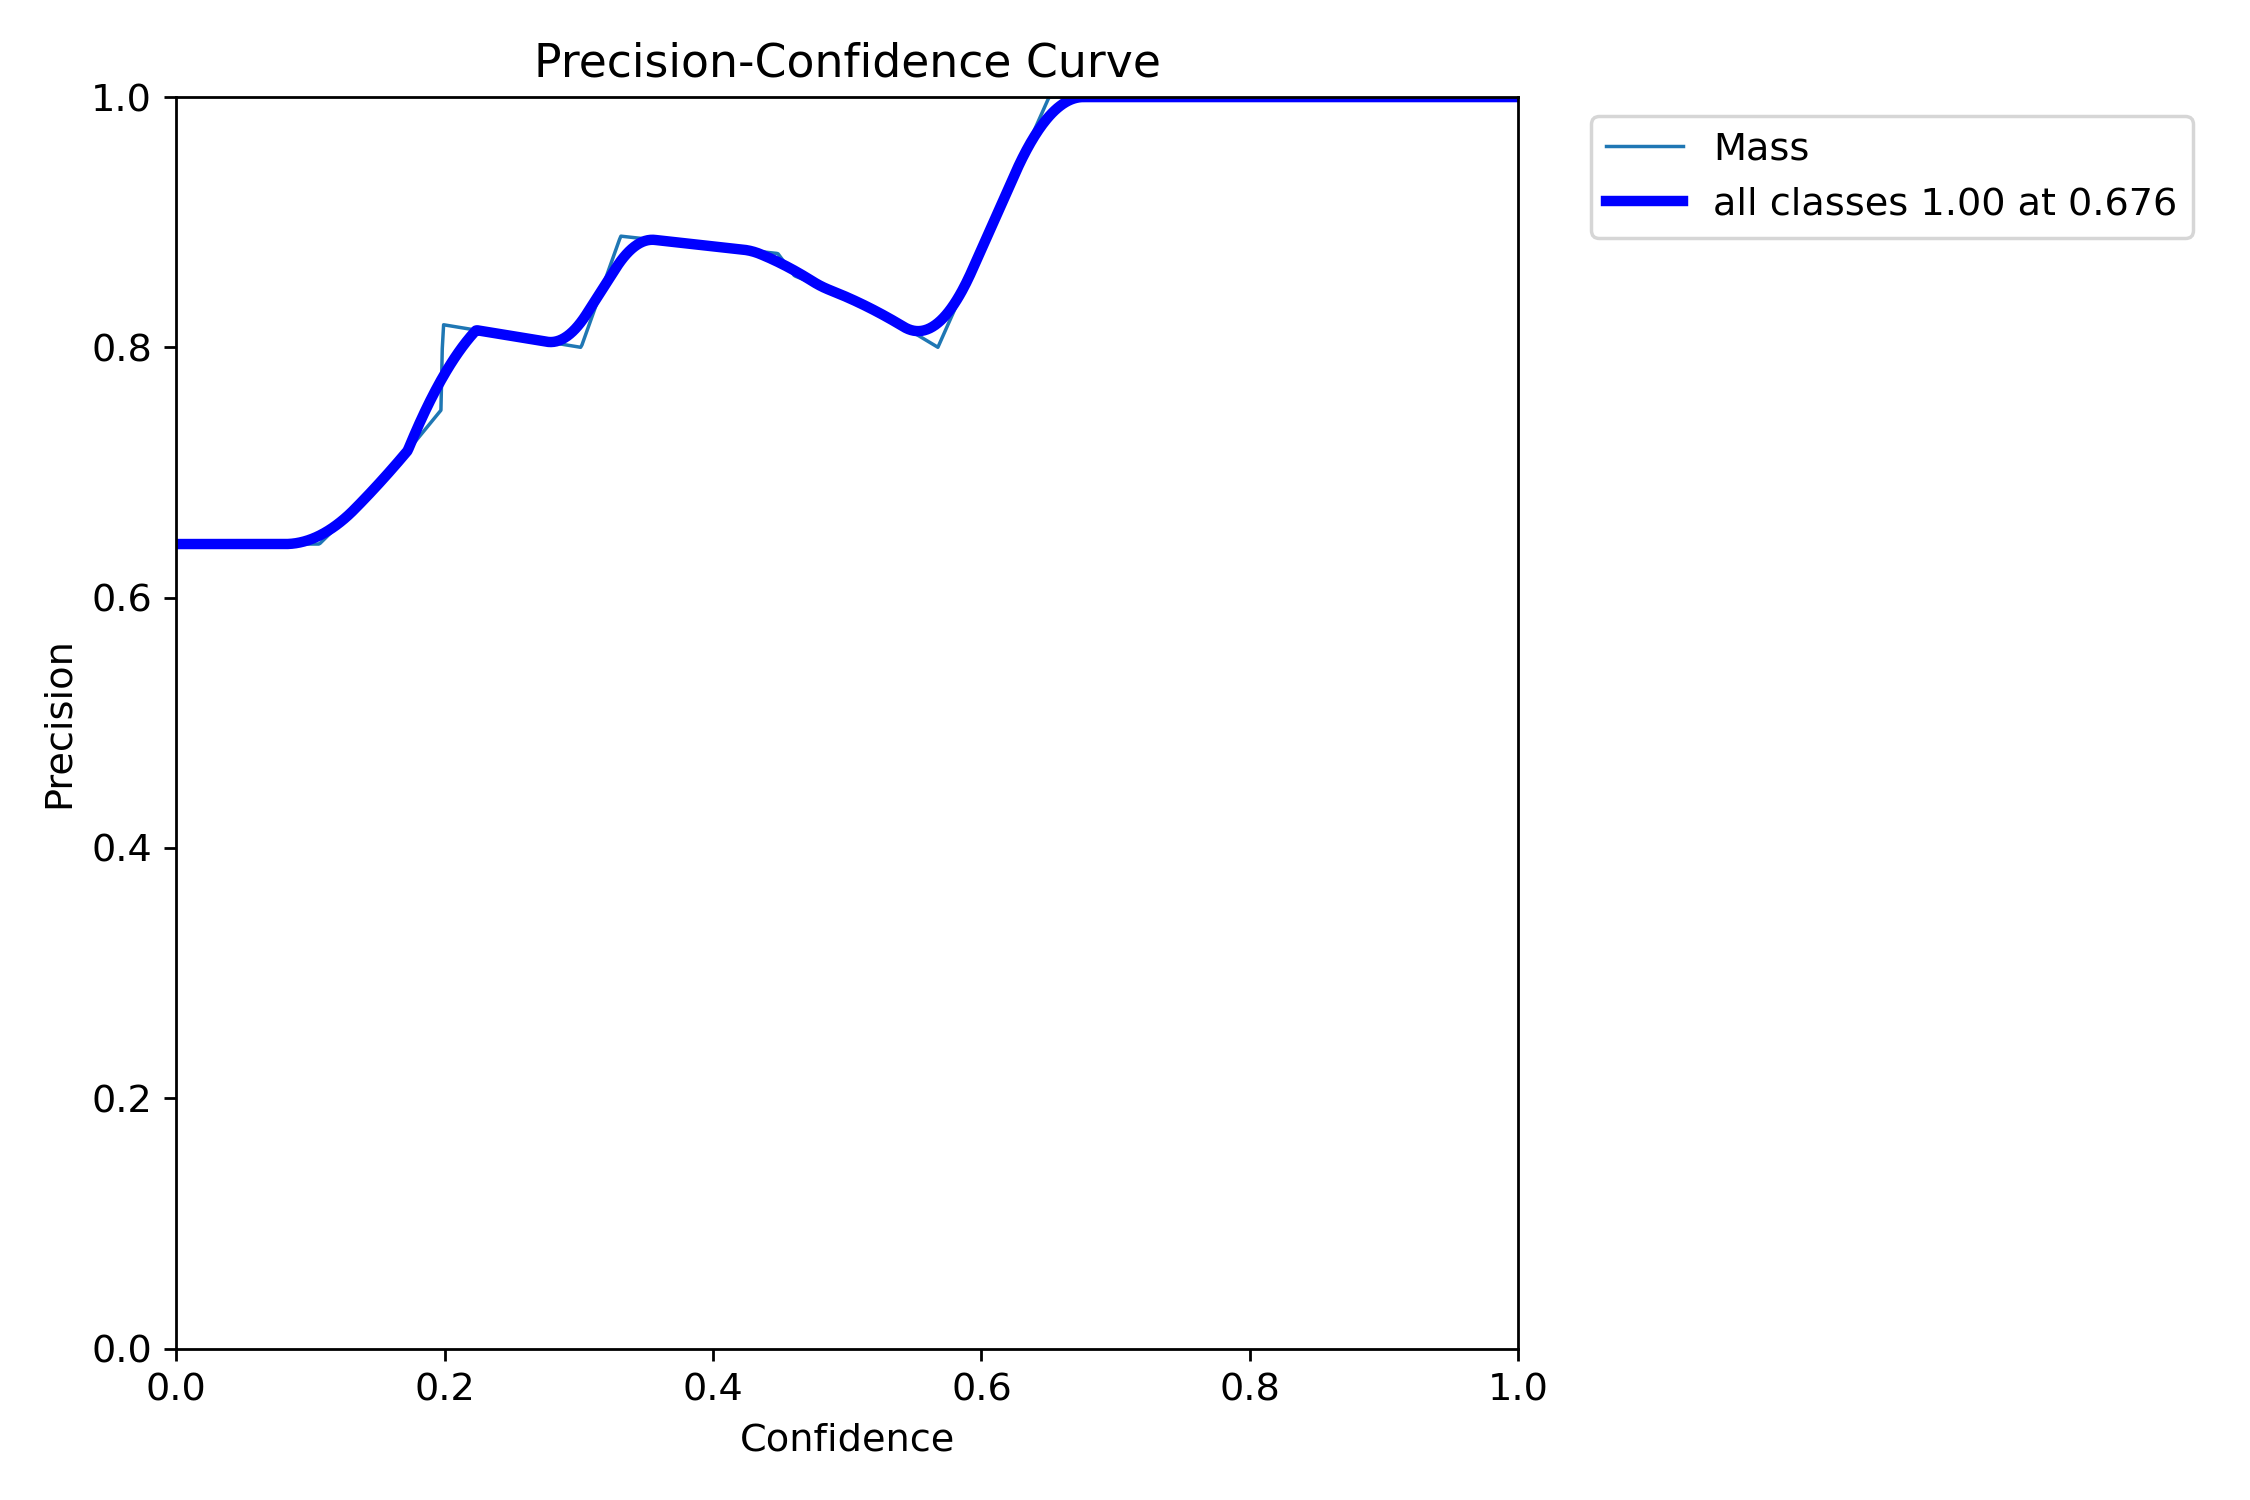 Precision-Confidence Curve
1.0
0.8
0.6
0.4
0.2
0.0
Precision
0.0 0.2 0.4 0.6 0.8 1.0
Confidence
Mass
all classes 1.00 at 0.676